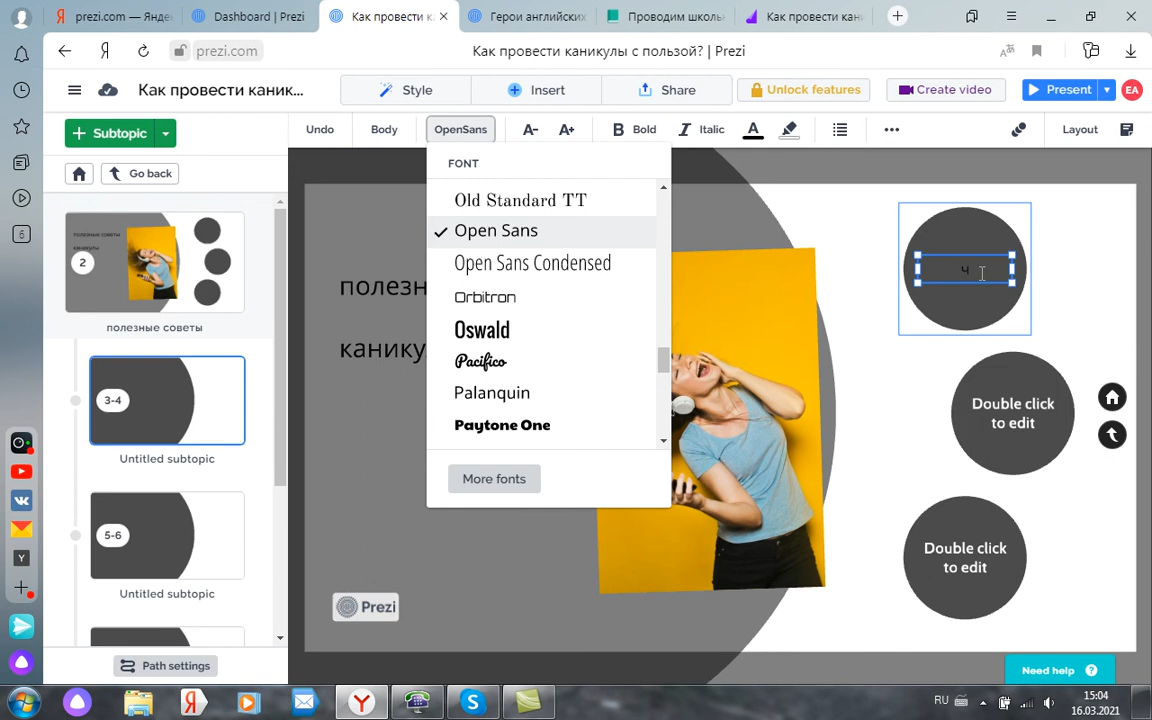 prezi.com — Янде
Dashboard | Prezi
Как провести к
Герои английских
Проводим школьн
Как провести кани
prezi.com
Как провести каникулы с пользой? | Prezi
Как провести каник...
Style
Insert
Share
Unlock features
Create video
Present
EA
Subtopic
Undo
Body
OpenSans
A-
A+
B Bold
I Italic
A
Layout
Go back
FONT
Old Standard TT
Open Sans
Open Sans Condensed
Orbitron
Oswald
Pacifico
Palanquin
Paytone One
More fonts
2
полезные советы
3-4
Untitled subtopic
5-6
Untitled subtopic
Path settings
полезн
канику
ч
Double click
to edit
Double click
to edit
Prezi
Need help ?
6
Y
RU
15:04
16.03.2021